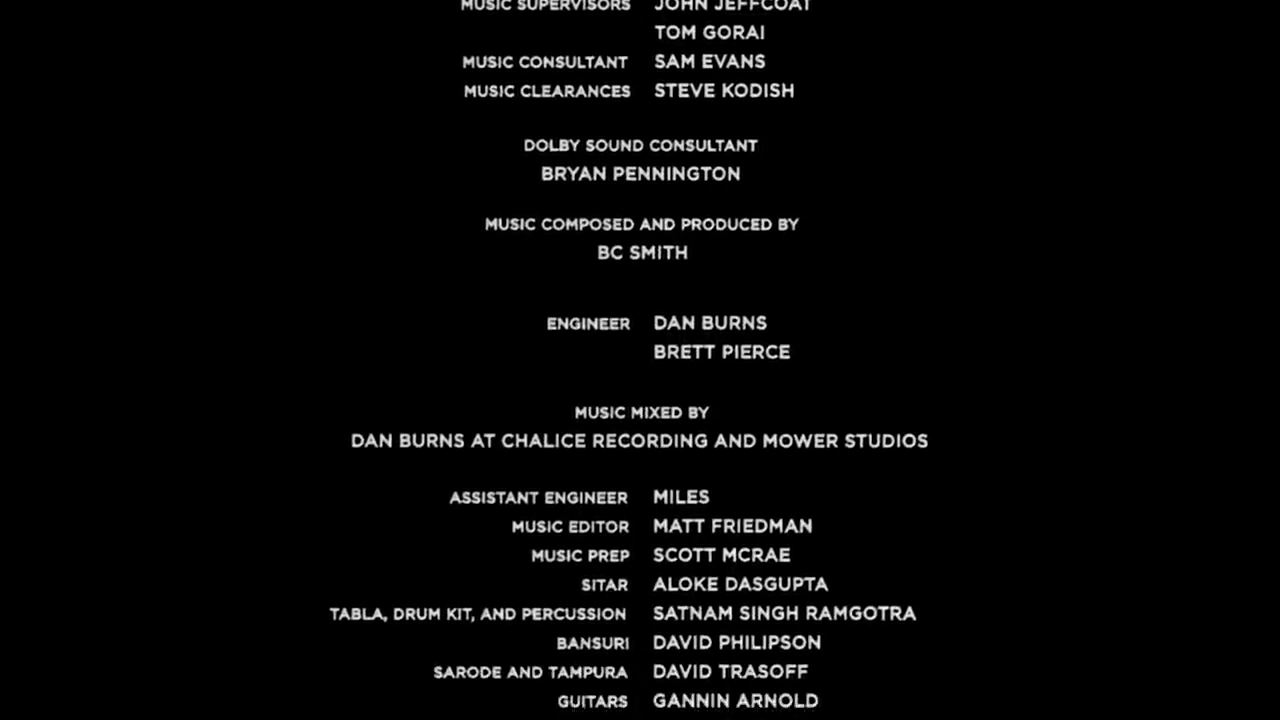 MUSIC SUPERVISORS JOHN JEFFCOAT
TOM GORAI
MUSIC CONSULTANT SAM EVANS
MUSIC CLEARANCES STEVE KODISH
DOLBY SOUND CONSULTANT
BRYAN PENNINGTON
MUSIC COMPOSED AND PRODUCED BY
BC SMITH
ENGINEER DAN BURNS
BRETT PIERCE
MUSIC MIXED BY
DAN BURNS AT CHALICE RECORDING AND MOWER STUDIOS
ASSISTANT ENGINEER MILES
MUSIC EDITOR MATT FRIEDMAN
MUSIC PREP SCOTT MCRAE
SITAR ALOKE DASGUPTA
TABLA, DRUM KIT, AND PERCUSSION SATNAM SINGH RAMGOTRA
BANSURI DAVID PHILIPSON
SARODE AND TAMPURA DAVID TRASOFF
GUITARS GANNIN ARNOLD